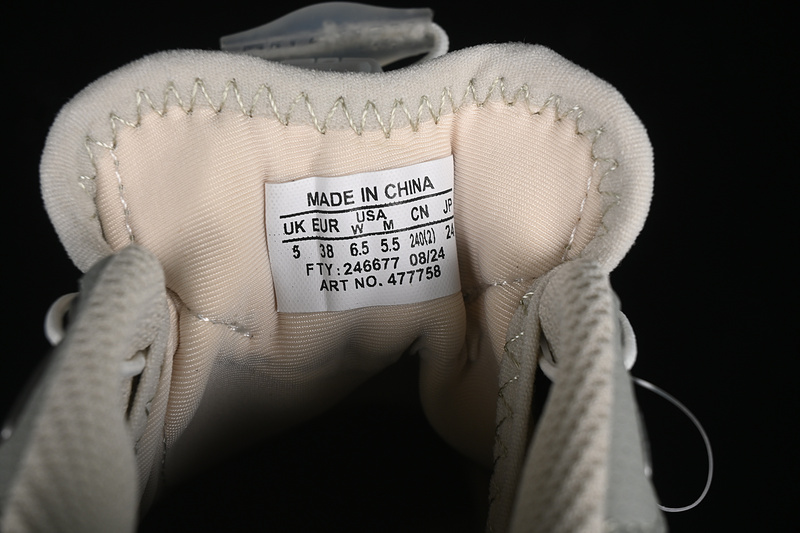 MADE IN CHINA
UK EUR USA W M CN JP
5 38 6.5 5.5 240(2) 24
FTY:246677 08/24
ART NO. 477758